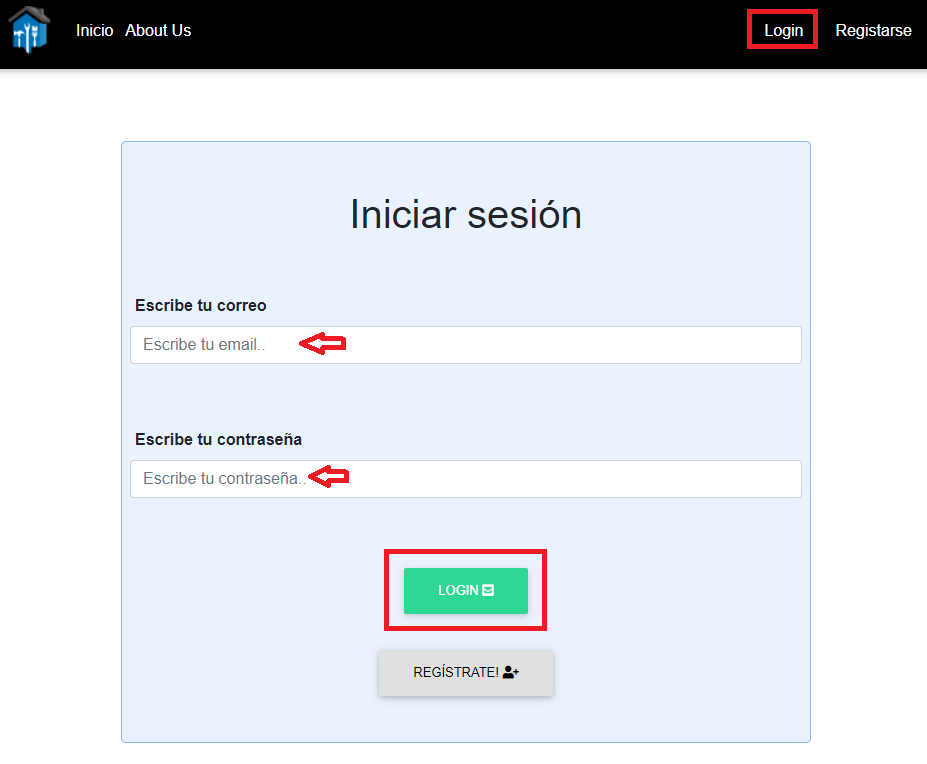 Inicio About Us Login Registarse
Iniciar sesión
Escribe tu correo
Escribe tu email..
Escribe tu contraseña
Escribe tu contraseña..
LOGIN
REGÍSTRATE!